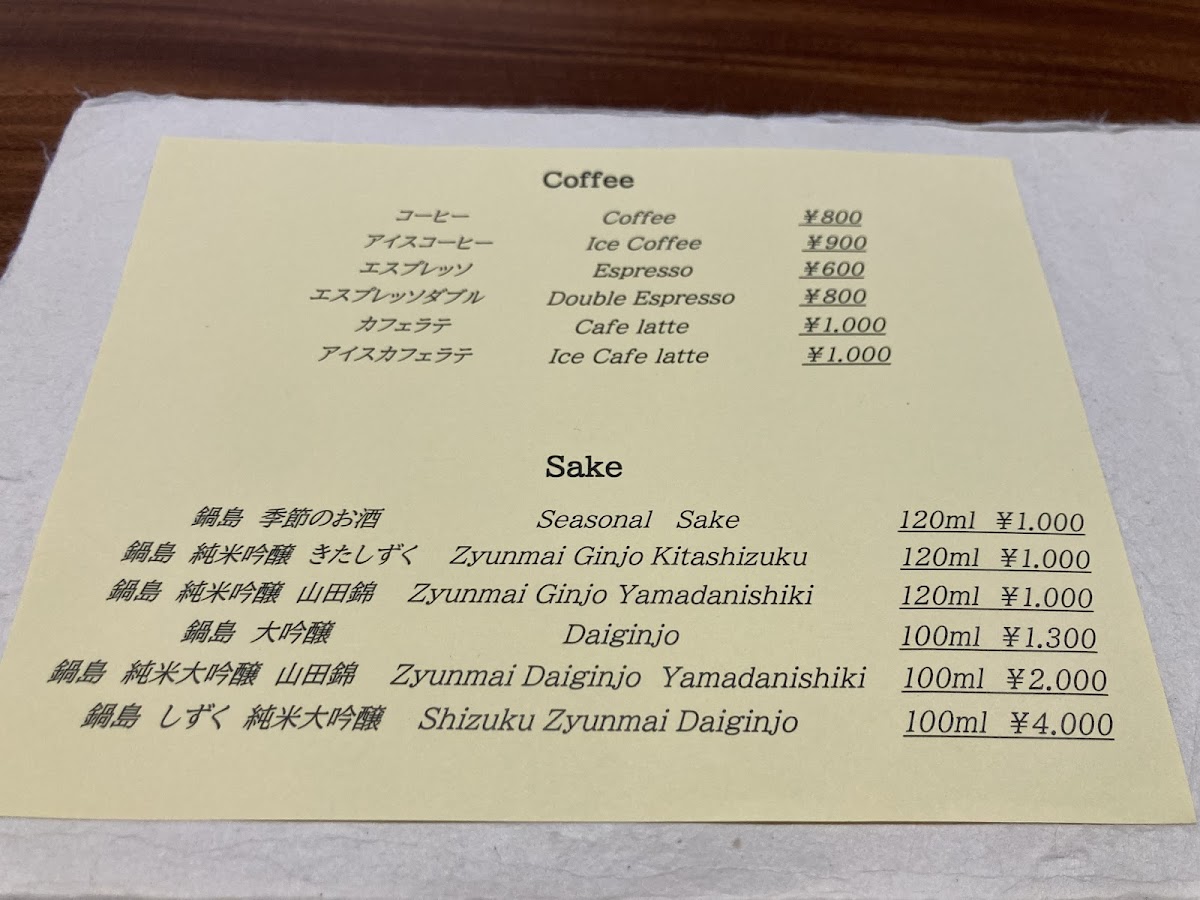 Coffee
コーヒー Coffee ￥800
アイスコーヒー Ice Coffee ￥900
エスプレッソ Espresso ￥600
エスプレッソダブル Double Espresso ￥800
カフェラテ Cafe latte ￥1.000
アイスカフェラテ Ice Cafe latte ￥1.000
Sake
鍋島 季節のお酒 Seasonal Sake 120ml ￥1.000
鍋島 純米吟醸 きたしずく Zyunmai Ginjo Kitashizuku 120ml ￥1.000
鍋島 純米吟醸 山田錦 Zyunmai Ginjo Yamadanishiki 120ml ￥1.000
鍋島 大吟醸 Daiginjo 100ml ￥1.300
鍋島 純米大吟醸 山田錦 Zyunmai Daiginjo Yamadanishiki 100ml ￥2.000
鍋島 しずく 純米大吟醸 Shizuku Zyunmai Daiginjo 100ml ￥4.000